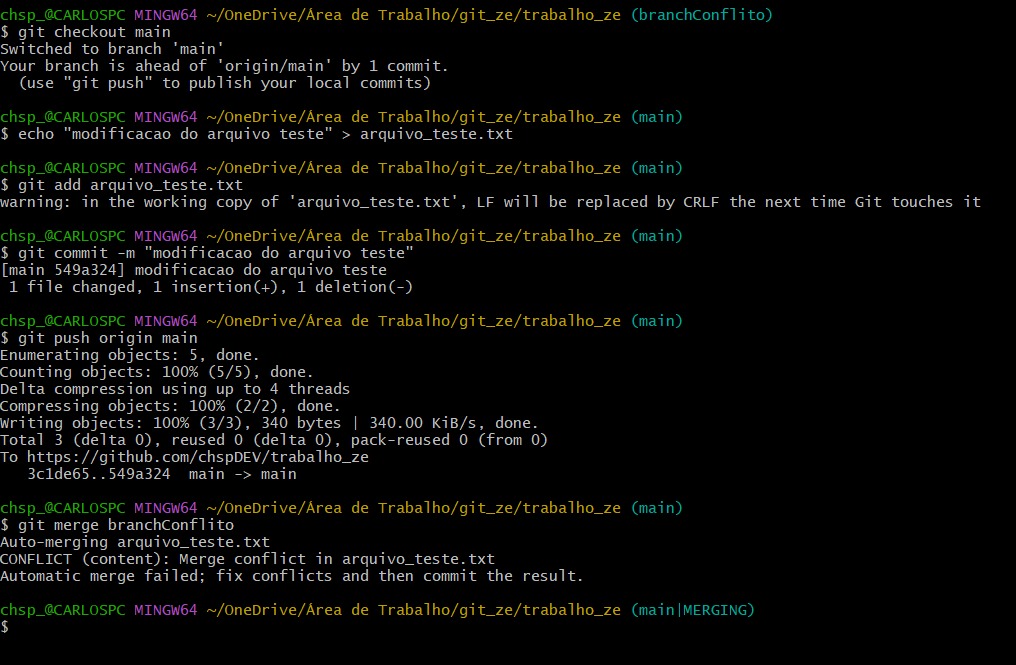 chsp_@CARLOSPC MINGW64 ~/OneDrive/Área de Trabalho/git_ze/trabalho_ze (branchConflito)
$ git checkout main
Switched to branch 'main'
Your branch is ahead of 'origin/main' by 1 commit.
  (use "git push" to publish your local commits)

chsp_@CARLOSPC MINGW64 ~/OneDrive/Área de Trabalho/git_ze/trabalho_ze (main)
$ echo "modificacao do arquivo teste" > arquivo_teste.txt

chsp_@CARLOSPC MINGW64 ~/OneDrive/Área de Trabalho/git_ze/trabalho_ze (main)
$ git add arquivo_teste.txt
warning: in the working copy of 'arquivo_teste.txt', LF will be replaced by CRLF the next time Git touches it

chsp_@CARLOSPC MINGW64 ~/OneDrive/Área de Trabalho/git_ze/trabalho_ze (main)
$ git commit -m "modificacao do arquivo teste"
[main 549a324] modificacao do arquivo teste
 1 file changed, 1 insertion(+), 1 deletion(-)

chsp_@CARLOSPC MINGW64 ~/OneDrive/Área de Trabalho/git_ze/trabalho_ze (main)
$ git push origin main
Enumerating objects: 5, done.
Counting objects: 100% (5/5), done.
Delta compression using up to 4 threads
Compressing objects: 100% (2/2), done.
Writing objects: 100% (3/3), 340 bytes | 340.00 KiB/s, done.
Total 3 (delta 0), reused 0 (delta 0), pack-reused 0 (from 0)
To https://github.com/chspDEV/trabalho_ze
   3c1de65..549a324  main -> main

chsp_@CARLOSPC MINGW64 ~/OneDrive/Área de Trabalho/git_ze/trabalho_ze (main)
$ git merge branchConflito
Auto-merging arquivo_teste.txt
CONFLICT (content): Merge conflict in arquivo_teste.txt
Automatic merge failed; fix conflicts and then commit the result.

chsp_@CARLOSPC MINGW64 ~/OneDrive/Área de Trabalho/git_ze/trabalho_ze (main|MERGING)
$